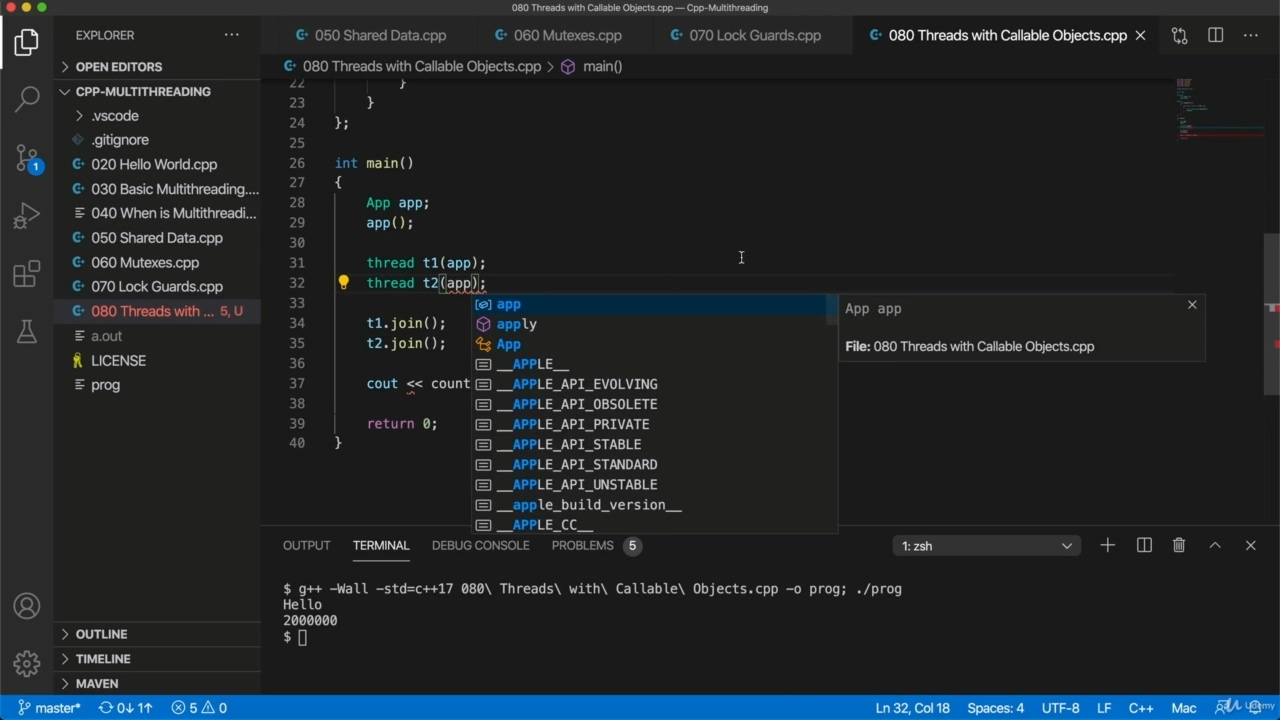 080 Threads with Callable Objects.cpp — Cpp-Multithreading
EXPLORER
050 Shared Data.cpp
060 Mutexes.cpp
070 Lock Guards.cpp
080 Threads with Callable Objects.cpp
OPEN EDITORS
080 Threads with Callable Objects.cpp > main()
CPP-MULTITHREADING
.vscode
.gitignore
020 Hello World.cpp
030 Basic Multithreading....
040 When is Multithreadi...
050 Shared Data.cpp
060 Mutexes.cpp
070 Lock Guards.cpp
080 Threads with ... 5, U
a.out
LICENSE
prog
OUTLINE
TIMELINE
MAVEN
1
22 }
23 }
24 };
25
26 int main()
27 {
28 App app;
29 app();
30
31 thread t1(app);
32 thread t2(app);
33
34 t1.join();
35 t2.join();
36
37 cout << count
38
39 return 0;
40 }
app
apply
App
__APPLE__
__APPLE_API_EVOLVING
__APPLE_API_OBSOLETE
__APPLE_API_PRIVATE
__APPLE_API_STABLE
__APPLE_API_STANDARD
__APPLE_API_UNSTABLE
__apple_build_version__
__APPLE_CC__
App app
File: 080 Threads with Callable Objects.cpp
OUTPUT TERMINAL DEBUG CONSOLE PROBLEMS 5
1: zsh
$ g++ -Wall -std=c++17 080\ Threads\ with\ Callable\ Objects.cpp -o prog; ./prog
Hello
2000000
$
master* 0↓ 1↑ 5 0
Ln 32, Col 18 Spaces: 4 UTF-8 LF C++ Mac
Udemy